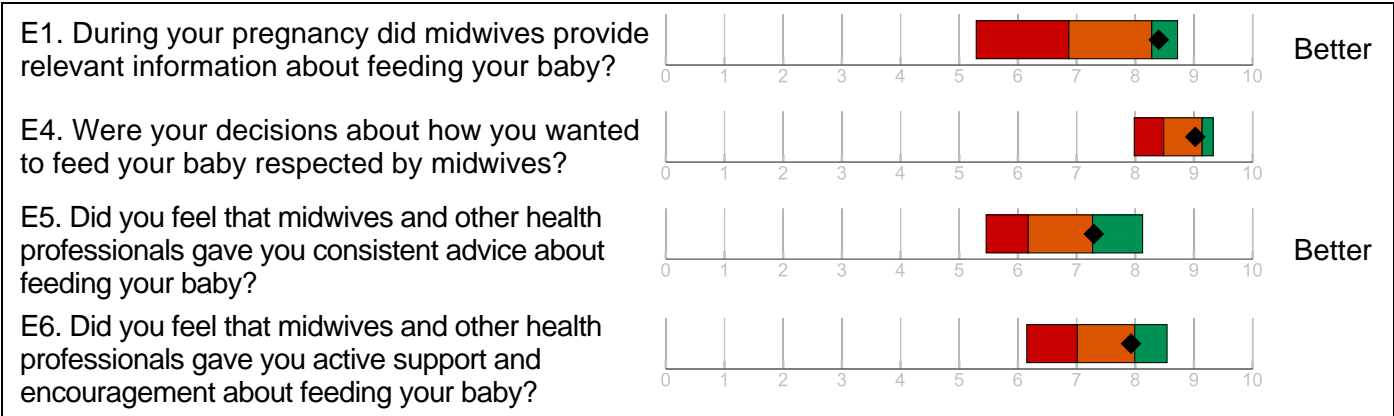 E1. During your pregnancy did midwives provide
relevant information about feeding your baby?
Better
0 1 2 3 4 5 6 7 8 9 10
E4. Were your decisions about how you wanted
to feed your baby respected by midwives?
0 1 2 3 4 5 6 7 8 9 10
E5. Did you feel that midwives and other health
professionals gave you consistent advice about
feeding your baby?
Better
0 1 2 3 4 5 6 7 8 9 10
E6. Did you feel that midwives and other health
professionals gave you active support and
encouragement about feeding your baby?
0 1 2 3 4 5 6 7 8 9 10